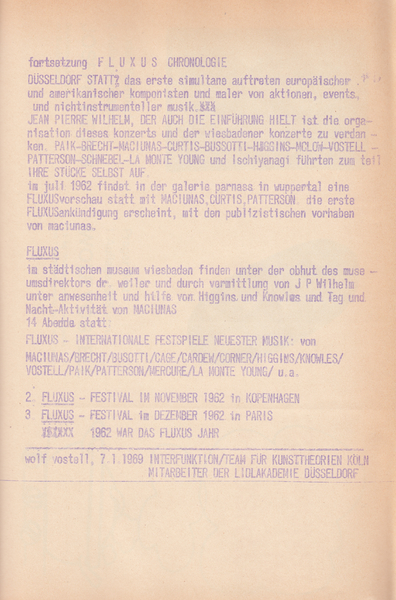 fortsetzung F L U X U S CHRONOLOGIE
DÜSSELDORF STATT das erste simultane auftreten europäischer
und amerikanischer komponisten und maler von aktionen, events,
und nichtinstrumenteller musik.
JEAN PIERRE WILHELM, DER AUCH DIE EINFÜHRUNG HIELT ist die orga-
nisation dieses konzerts und der wiesbadener konzerte zu verdan-
ken. PAIK-BRECHT-MACIUNAS-CURTIS-BUSSOTTI-HIGGINS-MCLOW-VOSTELL -
PATTERSON-SCHNEBEL-LA MONTE YOUNG und Ischiyanagi führten zum teil
IHRE STÜCKE SELBST AUF.
im juli 1962 findet in der galerie parnass in wuppertal eine
FLUXUSvorschau statt mit MACIUNAS,CURTIS,PATTERSON. die erste
FLUXUSankündigung erscheint, mit den publizistischen vorhaben
von maciunas.
FLUXUS
im städtischen museum wiesbaden finden unter der obhut des muse -
umsdirektors dr. weiler und durch vermittlung von J P Wilhelm
unter anwesenheit und hilfe von Higgins und Knowles und Tag und
Nacht-Aktivität von MACIUNAS
14 Abedda statt:
FLUXUS - INTERNATIONALE FESTSPIELE NEUESTER MUSIK: von
MACIUNAS/BRECHT/BUSOTTI/CAGE/CARDEW/CORNER/HIGGINS/KNOWLES/
VOSTELL/PAIK/PATTERSON/MERCURE/LA MONTE YOUNG/ u.a.
2. FLUXUS - FESTIVAL IM NOVEMBER 1962 in KOPENHAGEN
3. FLUXUS - FESTIVAL im DEZEMBER 1962 in PARIS
1962 WAR DAS FLUXUS JAHR
wolf vostell, 7.1.1969 INTERFUNKTION/TEAM FÜR KUNSTTHEORIEN KÖLN
MITARBEITER DER LIDLAKADEMIE DÜSSELDORF